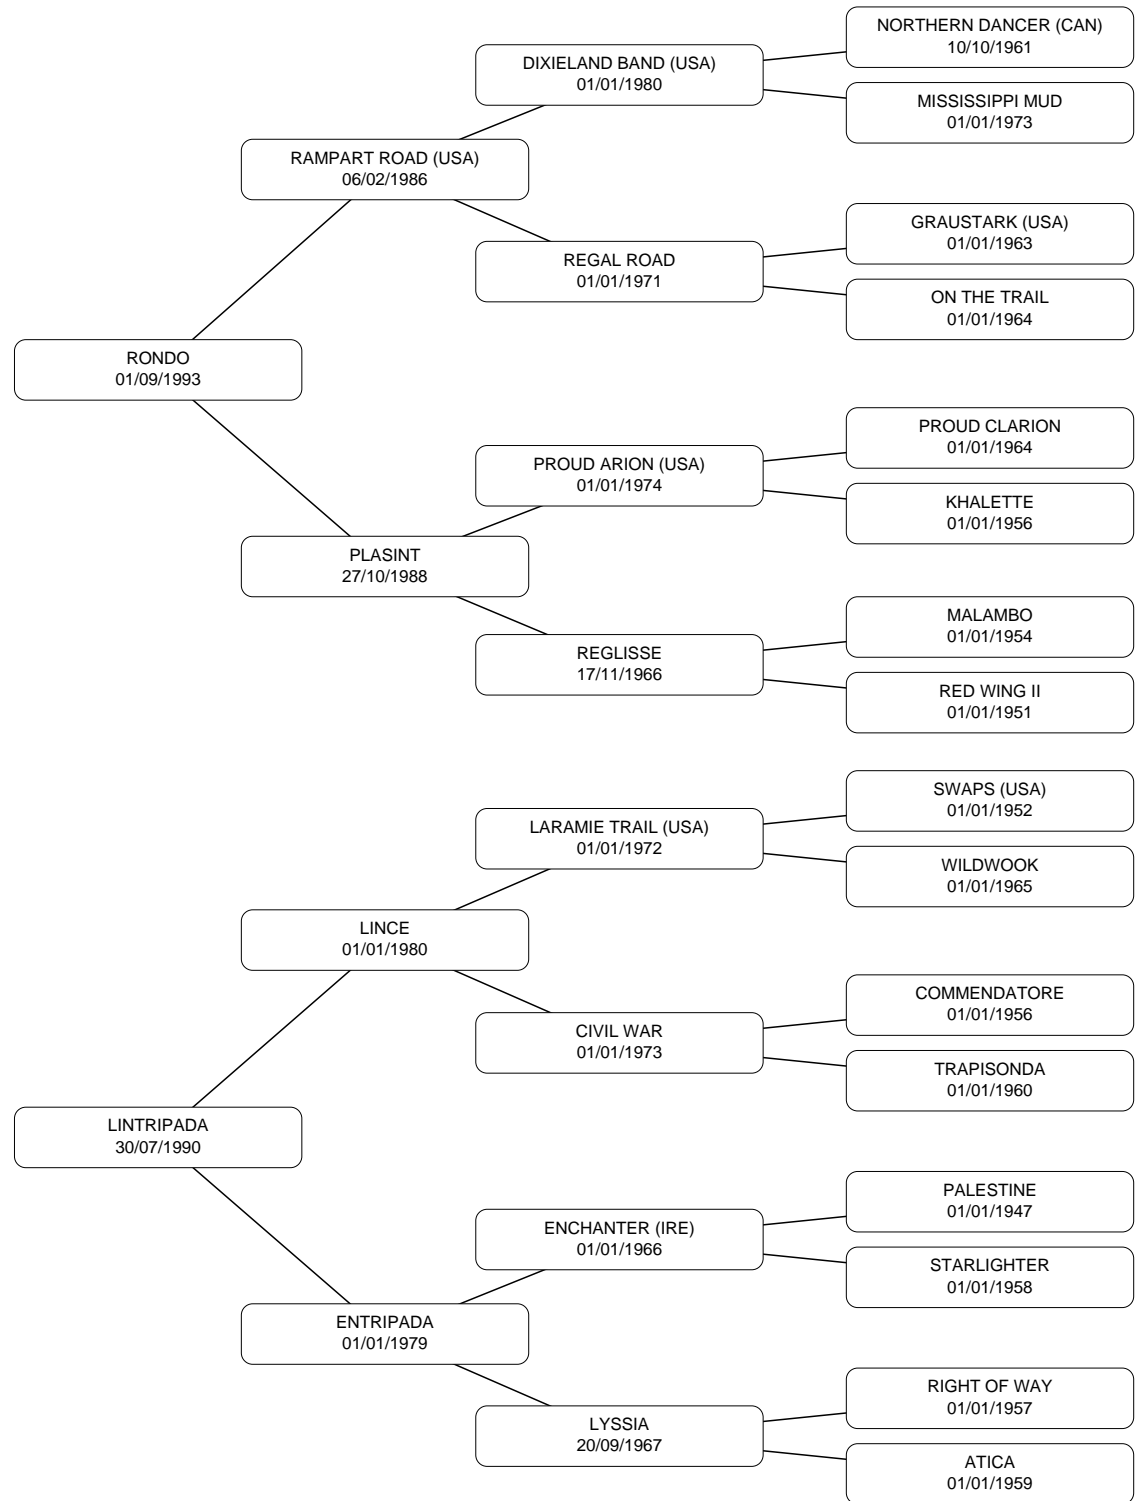 NORTHERN DANCER (CAN)
10/10/1961
DIXIELAND BAND (USA)
01/01/1980
MISSISSIPPI MUD
01/01/1973
RAMPART ROAD (USA)
06/02/1986
GRAUSTARK (USA)
01/01/1963
REGAL ROAD
01/01/1971
ON THE TRAIL
01/01/1964
RONDO
01/09/1993
PROUD CLARION
01/01/1964
PROUD ARION (USA)
01/01/1974
KHALETTE
01/01/1956
PLASINT
27/10/1988
MALAMBO
01/01/1954
REGLISSE
17/11/1966
RED WING II
01/01/1951
SWAPS (USA)
01/01/1952
LARAMIE TRAIL (USA)
01/01/1972
WILDWOOK
01/01/1965
LINCE
01/01/1980
COMMENDATORE
01/01/1956
CIVIL WAR
01/01/1973
TRAPISONDA
01/01/1960
LINTRIPADA
30/07/1990
PALESTINE
01/01/1947
ENCHANTER (IRE)
01/01/1966
STARLIGHTER
01/01/1958
ENTRIPADA
01/01/1979
RIGHT OF WAY
01/01/1957
LYSSIA
20/09/1967
ATICA
01/01/1959